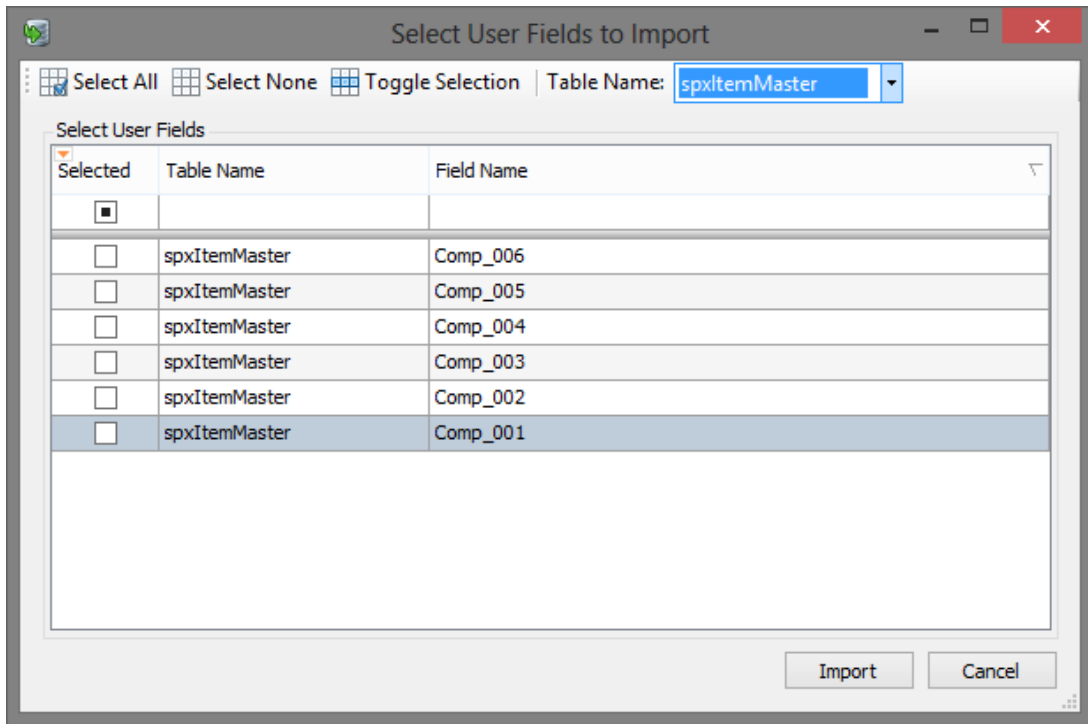 Select User Fields to Import
Select All Select None Toggle Selection Table Name: spxItemMaster
Select User Fields
Selected Table Name Field Name
spxItemMaster Comp_006
spxItemMaster Comp_005
spxItemMaster Comp_004
spxItemMaster Comp_003
spxItemMaster Comp_002
spxItemMaster Comp_001
Import Cancel